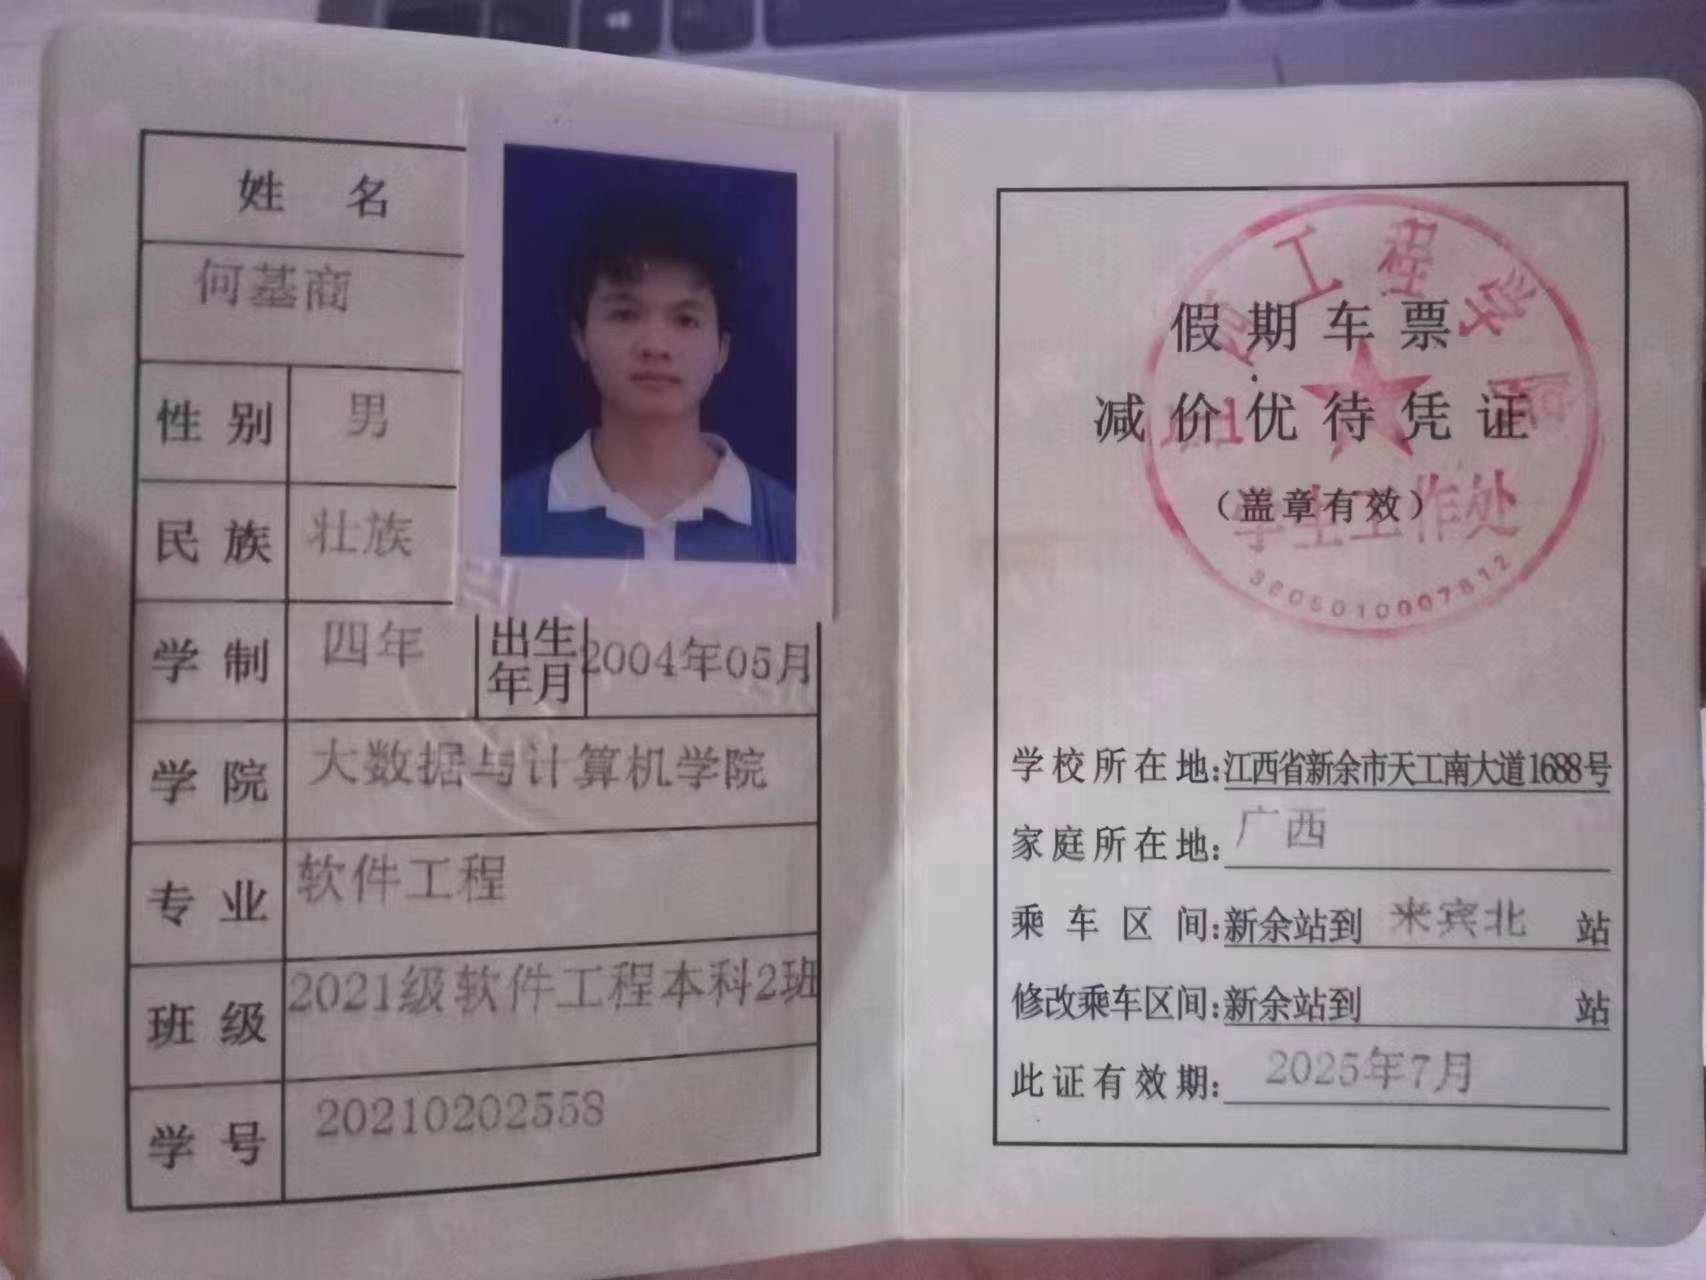 姓 名
何基商
性 别 男
民 族 壮族
学 制 四年 出生年月 2004年05月
学 院 大数据与计算机学院
专 业 软件工程
班 级 2021级软件工程本科2班
学 号 20210202558
工程学院
假期车票
减价优待凭证
（盖章有效）
学生工作处
3605010007812
学校所在地:江西省新余市天工南大道1688号
家庭所在地:广西
乘车区间:新余站到 来宾北 站
修改乘车区间:新余站到 站
此证有效期:2025年7月